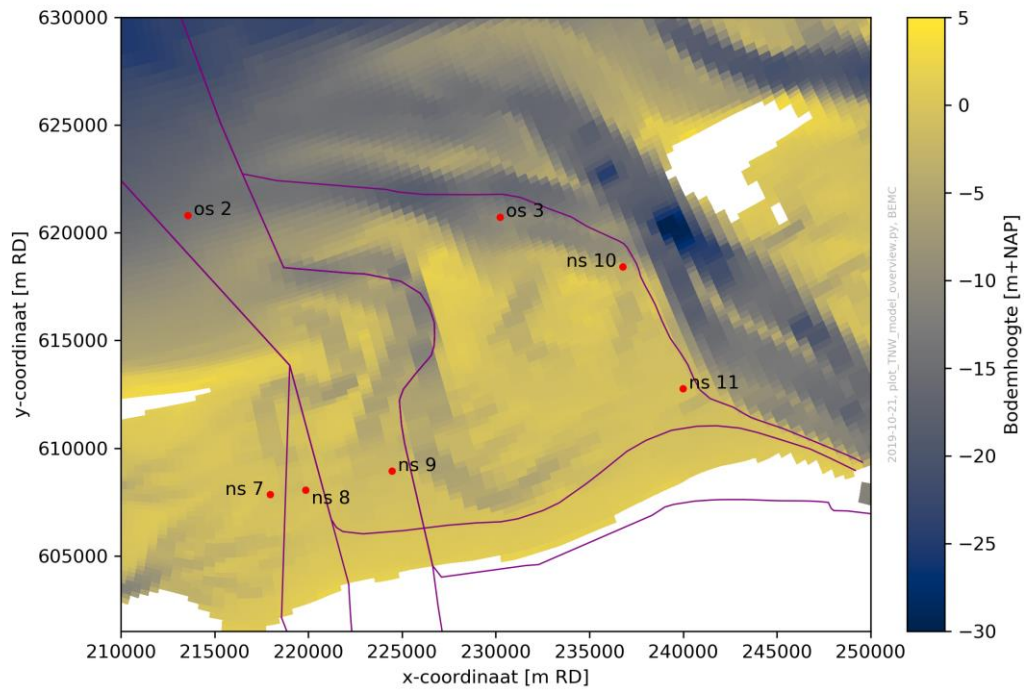 630000
625000
620000
615000
610000
605000
y-coordinaat [m RD]
os 2
os 3
ns 10
ns 11
ns 9
ns 7
ns 8
210000 215000 220000 225000 230000 235000 240000 245000 250000
x-coordinaat [m RD]
2019-10-21, plot_TNW_model_overview.py, BEMC
5
0
−5
−10
−15
−20
−25
−30
Bodemhoogte [m+NAP]